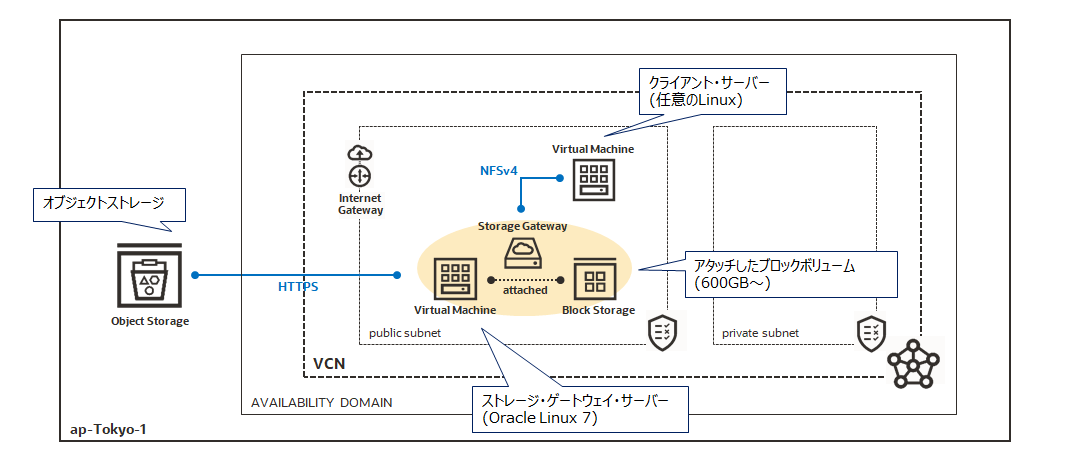 クライアント・サーバー
(任意のLinux)
Virtual Machine
NFSv4
Internet
Gateway
オブジェクトストレージ
Storage Gateway
アタッチしたブロックボリューム
(600GB～)
HTTPS
attached
Virtual Machine
Block Storage
Object Storage
public subnet
private subnet
VCN
ストレージ・ゲートウェイ・サーバー
(Oracle Linux 7)
AVAILABILITY DOMAIN
ap-Tokyo-1